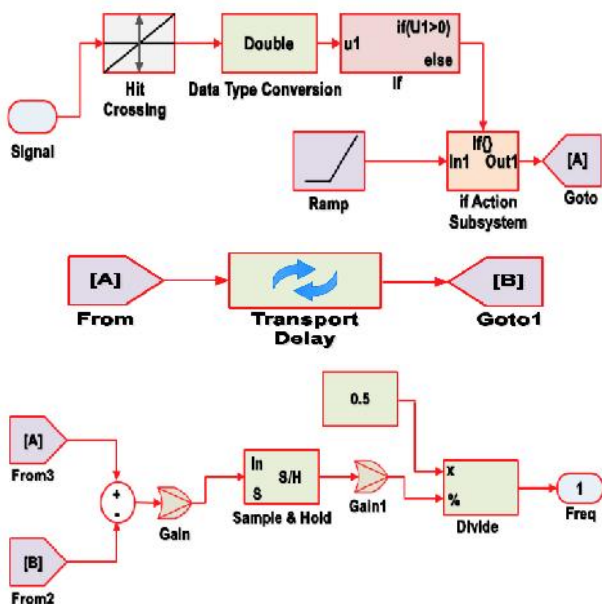 Signal
Hit
Crossing
Double
Data Type Conversion
u1
if(U1>0)
else
If
Ramp
If{}
In1 Out1
if Action
Subsystem
[A]
Goto
[A]
From
Transport
Delay
[B]
Goto1
[A]
From3
[B]
From2
+
-
Gain
In
S/H
S
Sample & Hold
Gain1
0.5
x
%
Divide
1
Freq